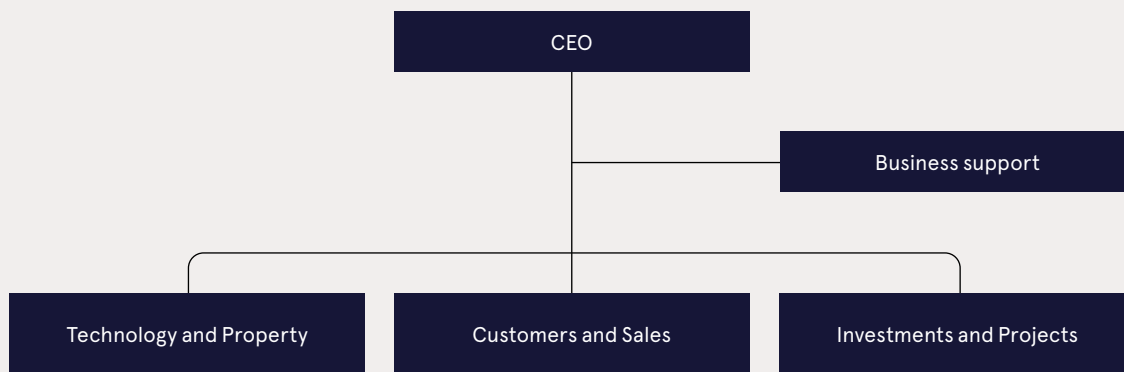 CEO
Business support
Technology and Property
Customers and Sales
Investments and Projects